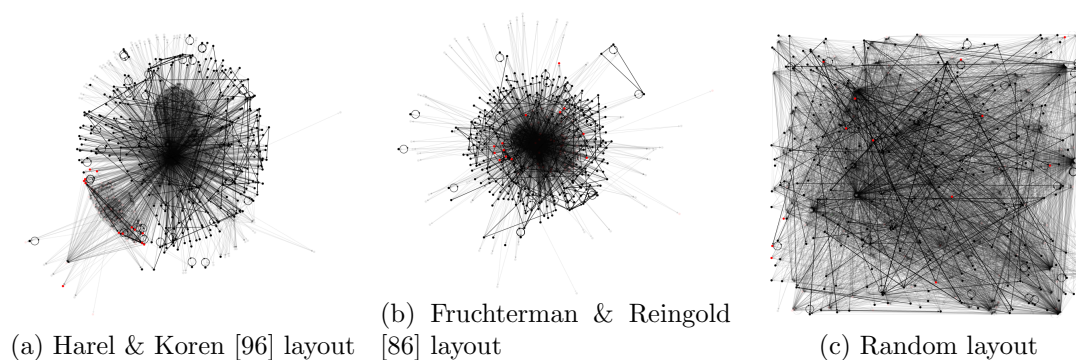 (a) Harel & Koren [96] layout
(b) Fruchterman & Reingold
[86] layout
(c) Random layout